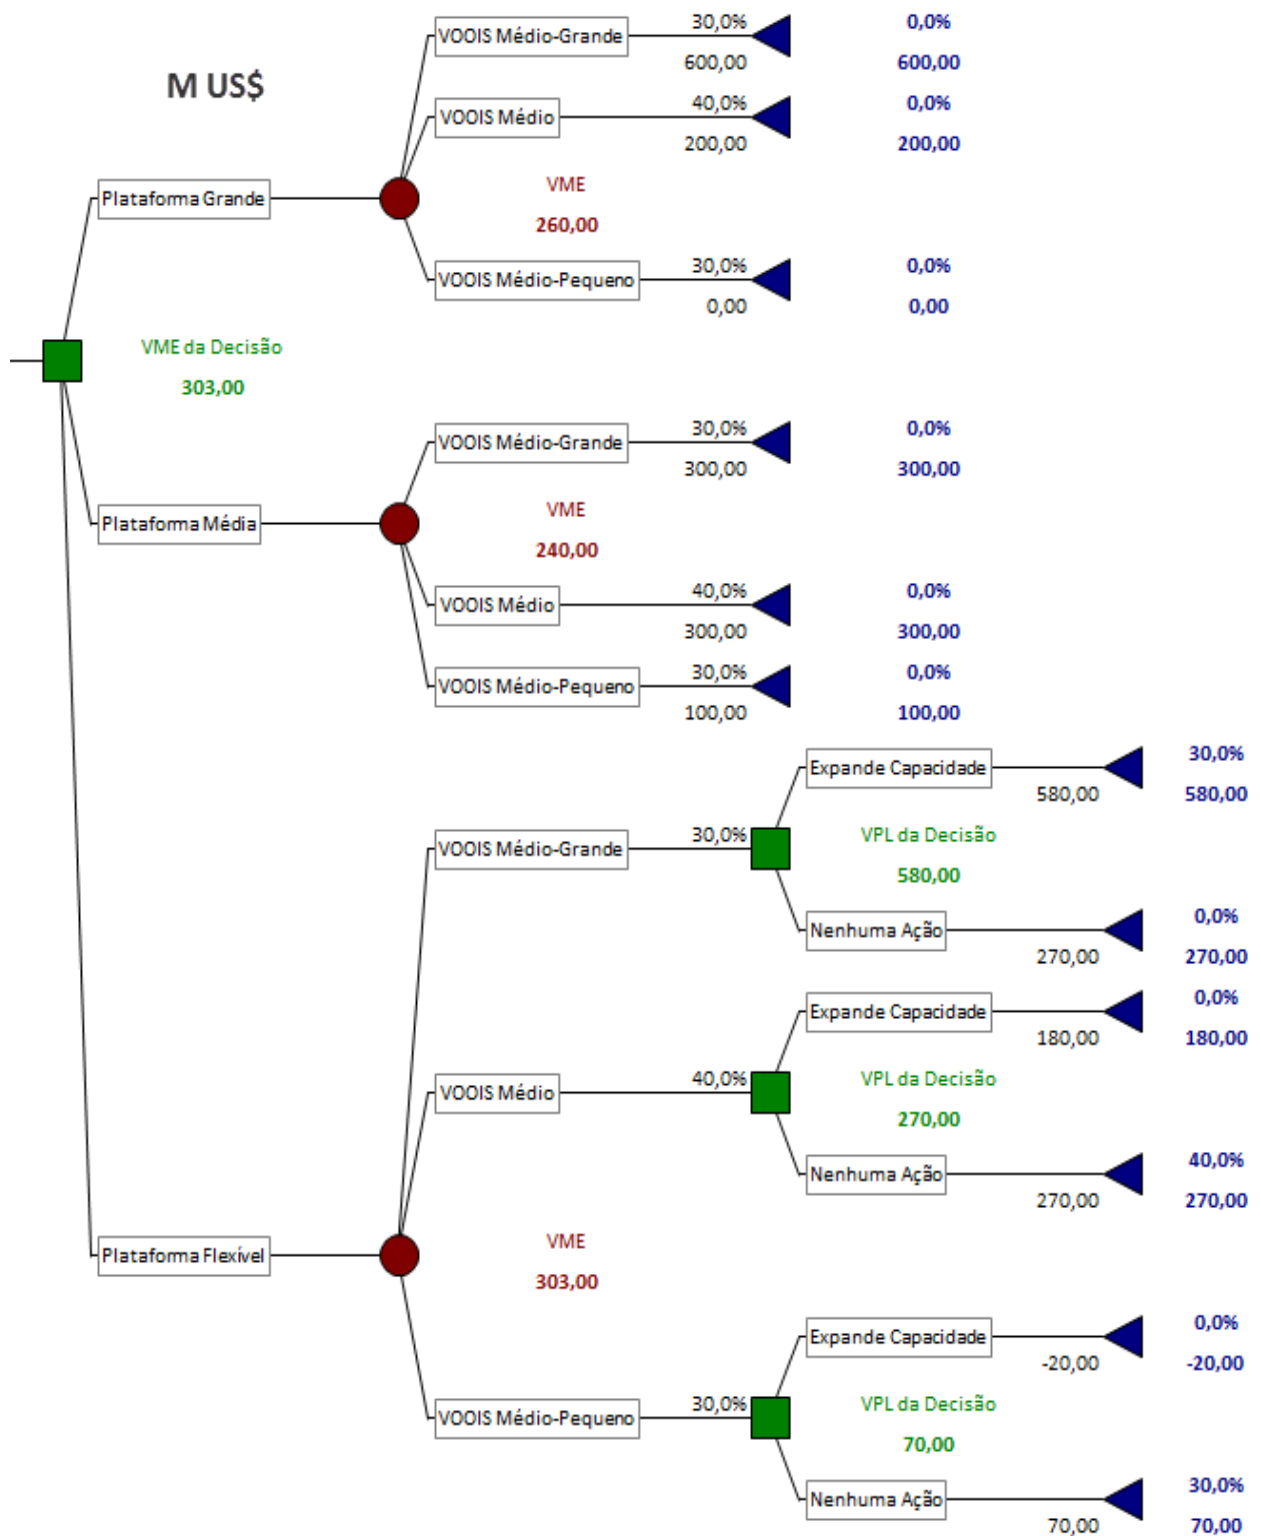 VOOIS Médio-Grande 30,0% 0,0%
600,00 600,00
M US$
VOOIS Médio 40,0% 0,0%
200,00 200,00
Plataforma Grande
VME
260,00
VOOIS Médio-Pequeno 30,0% 0,0%
0,00 0,00
VME da Decisão
303,00
VOOIS Médio-Grande 30,0% 0,0%
300,00 300,00
Plataforma Média
VME
240,00
VOOIS Médio 40,0% 0,0%
300,00 300,00
VOOIS Médio-Pequeno 30,0% 0,0%
100,00 100,00
Expande Capacidade 30,0%
580,00 580,00
VOOIS Médio-Grande 30,0% VPL da Decisão
580,00
Nenhuma Ação 0,0%
270,00 270,00
Expande Capacidade 0,0%
180,00 180,00
VOOIS Médio 40,0% VPL da Decisão
270,00
Nenhuma Ação 40,0%
270,00 270,00
Plataforma Flexível
VME
303,00
Expande Capacidade 0,0%
-20,00 -20,00
VOOIS Médio-Pequeno 30,0% VPL da Decisão
70,00
Nenhuma Ação 30,0%
70,00 70,00